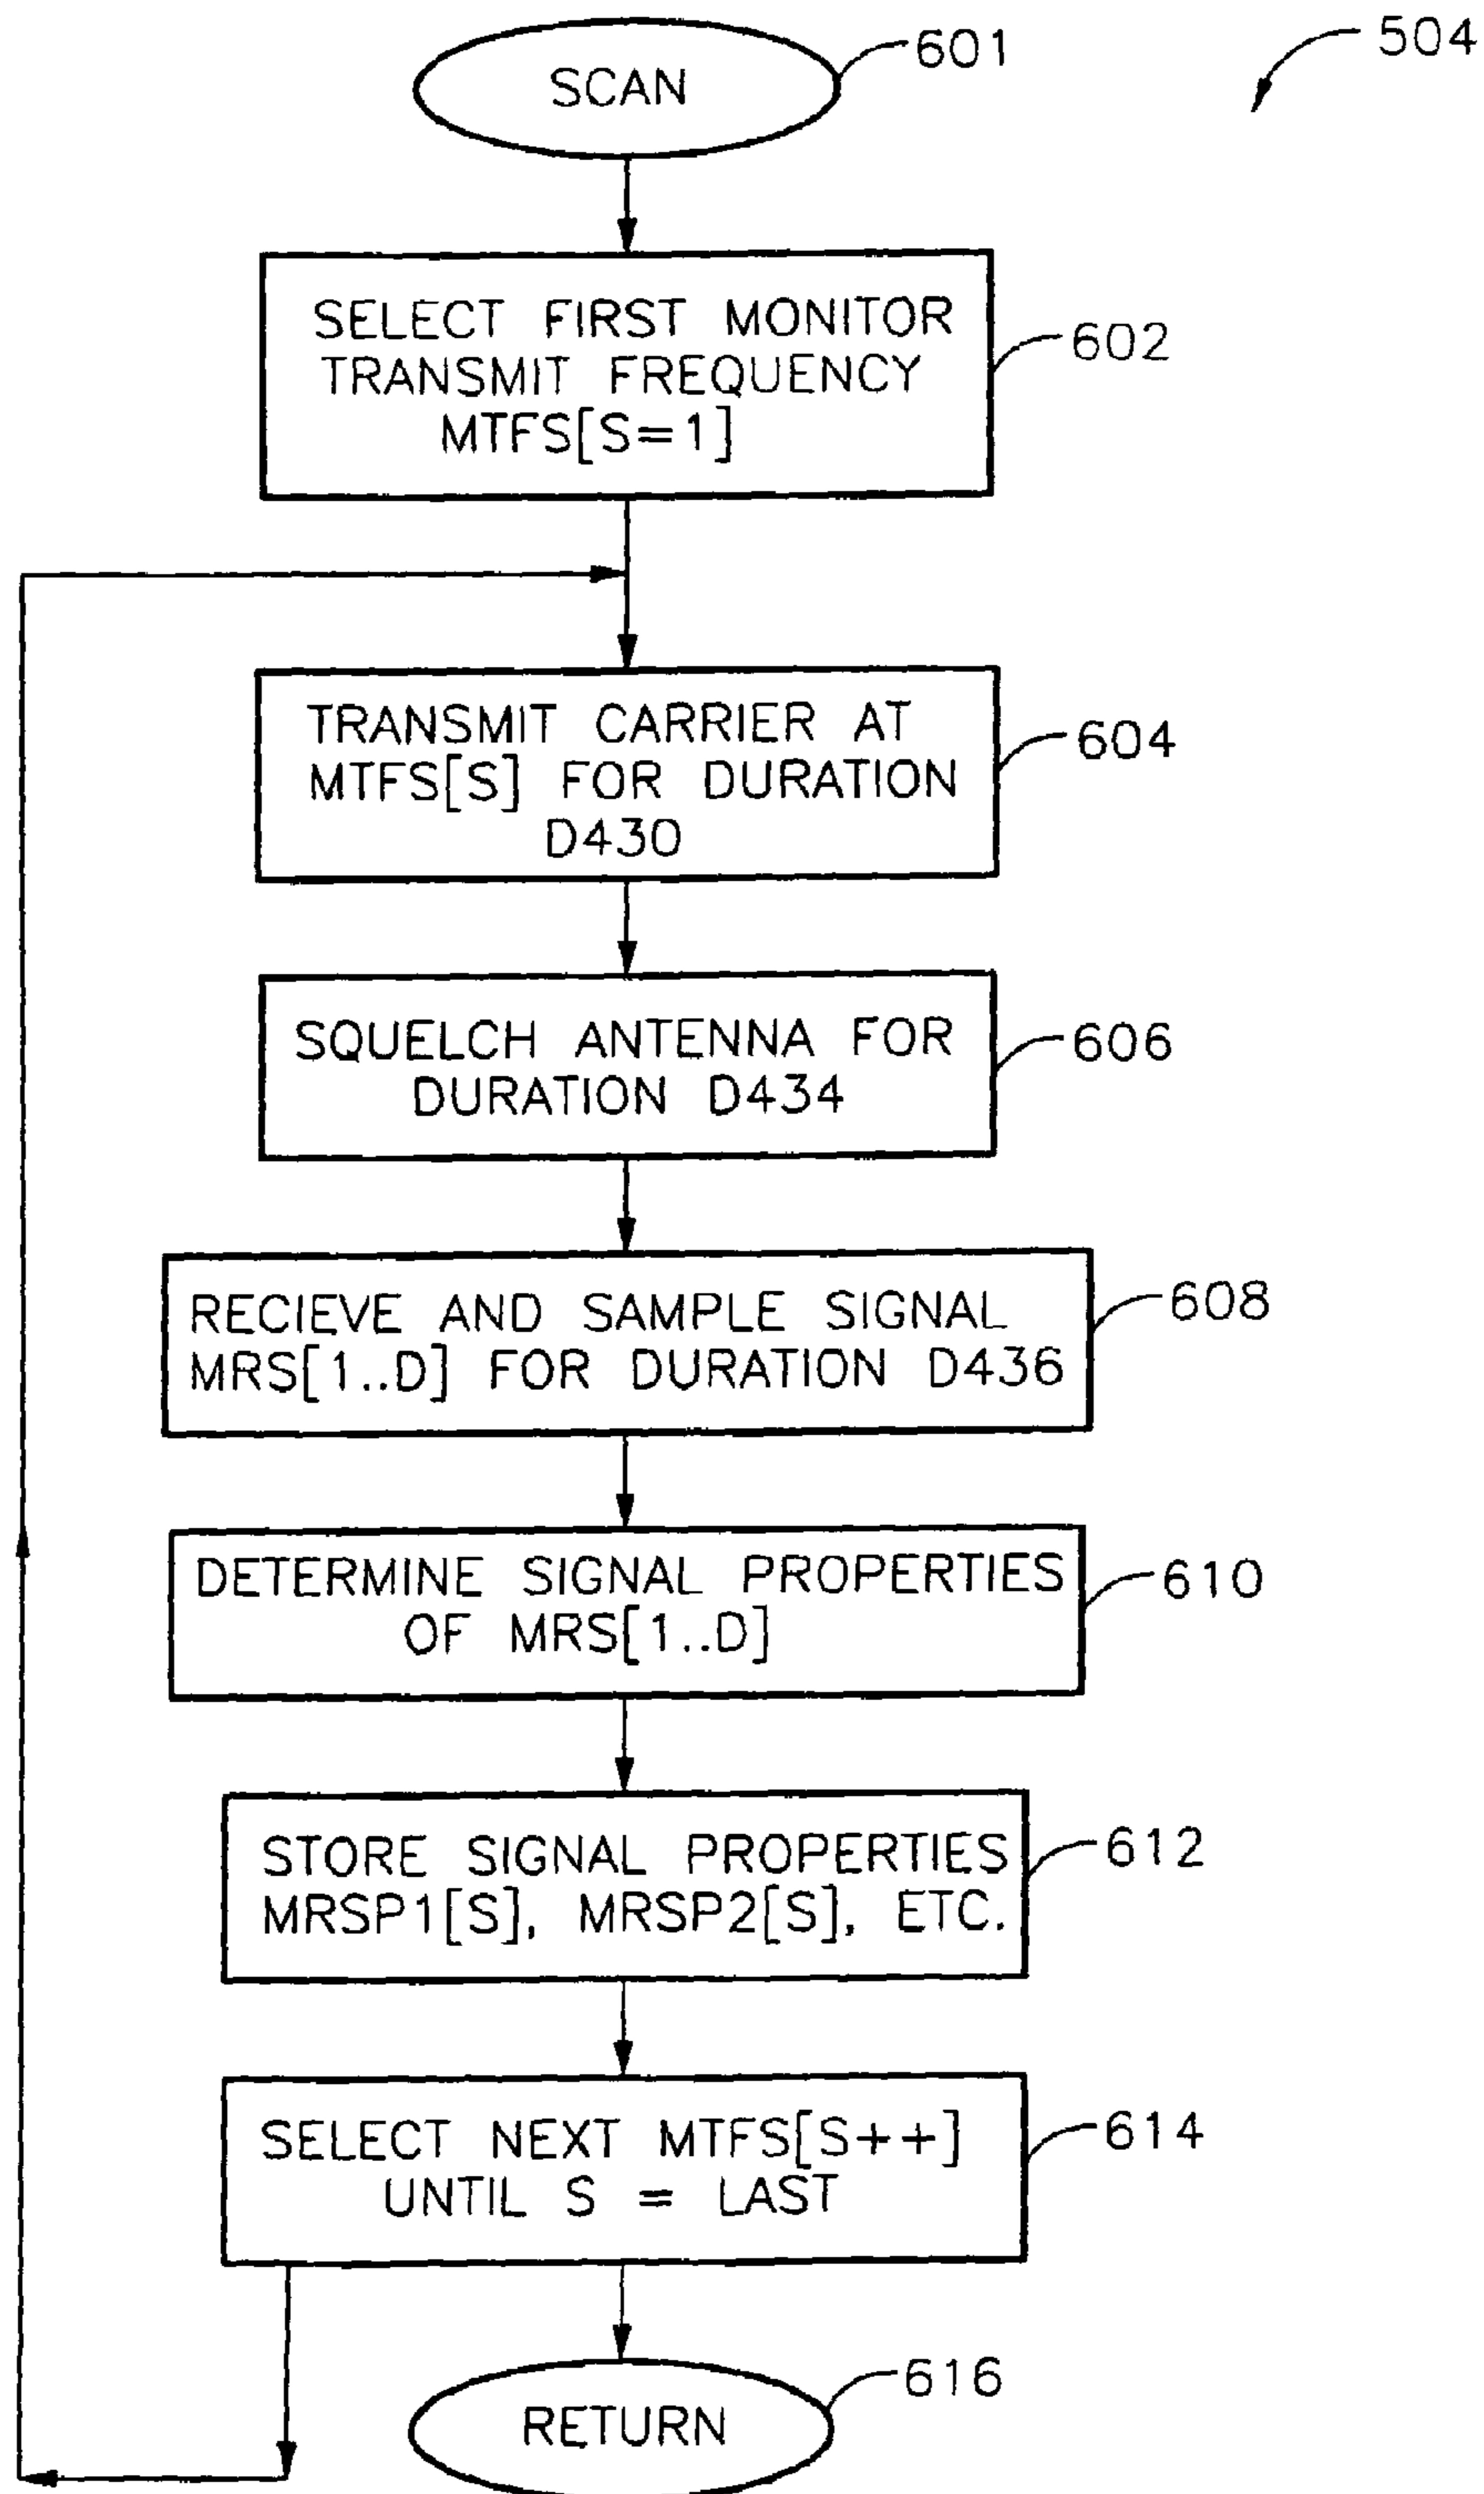 SCAN
601
504
SELECT FIRST MONITOR
TRANSMIT FREQUENCY
MTFS[S=1]
602
TRANSMIT CARRIER AT
MTFS[S] FOR DURATION
D430
604
SQUELCH ANTENNA FOR
DURATION D434
606
RECIEVE AND SAMPLE SIGNAL
MRS[1..D] FOR DURATION D436
608
DETERMINE SIGNAL PROPERTIES
OF MRS[1..D]
610
STORE SIGNAL PROPERTIES
MRSP1[S], MRSP2[S], ETC.
612
SELECT NEXT MTFS[S++]
UNTIL S = LAST
614
RETURN
616